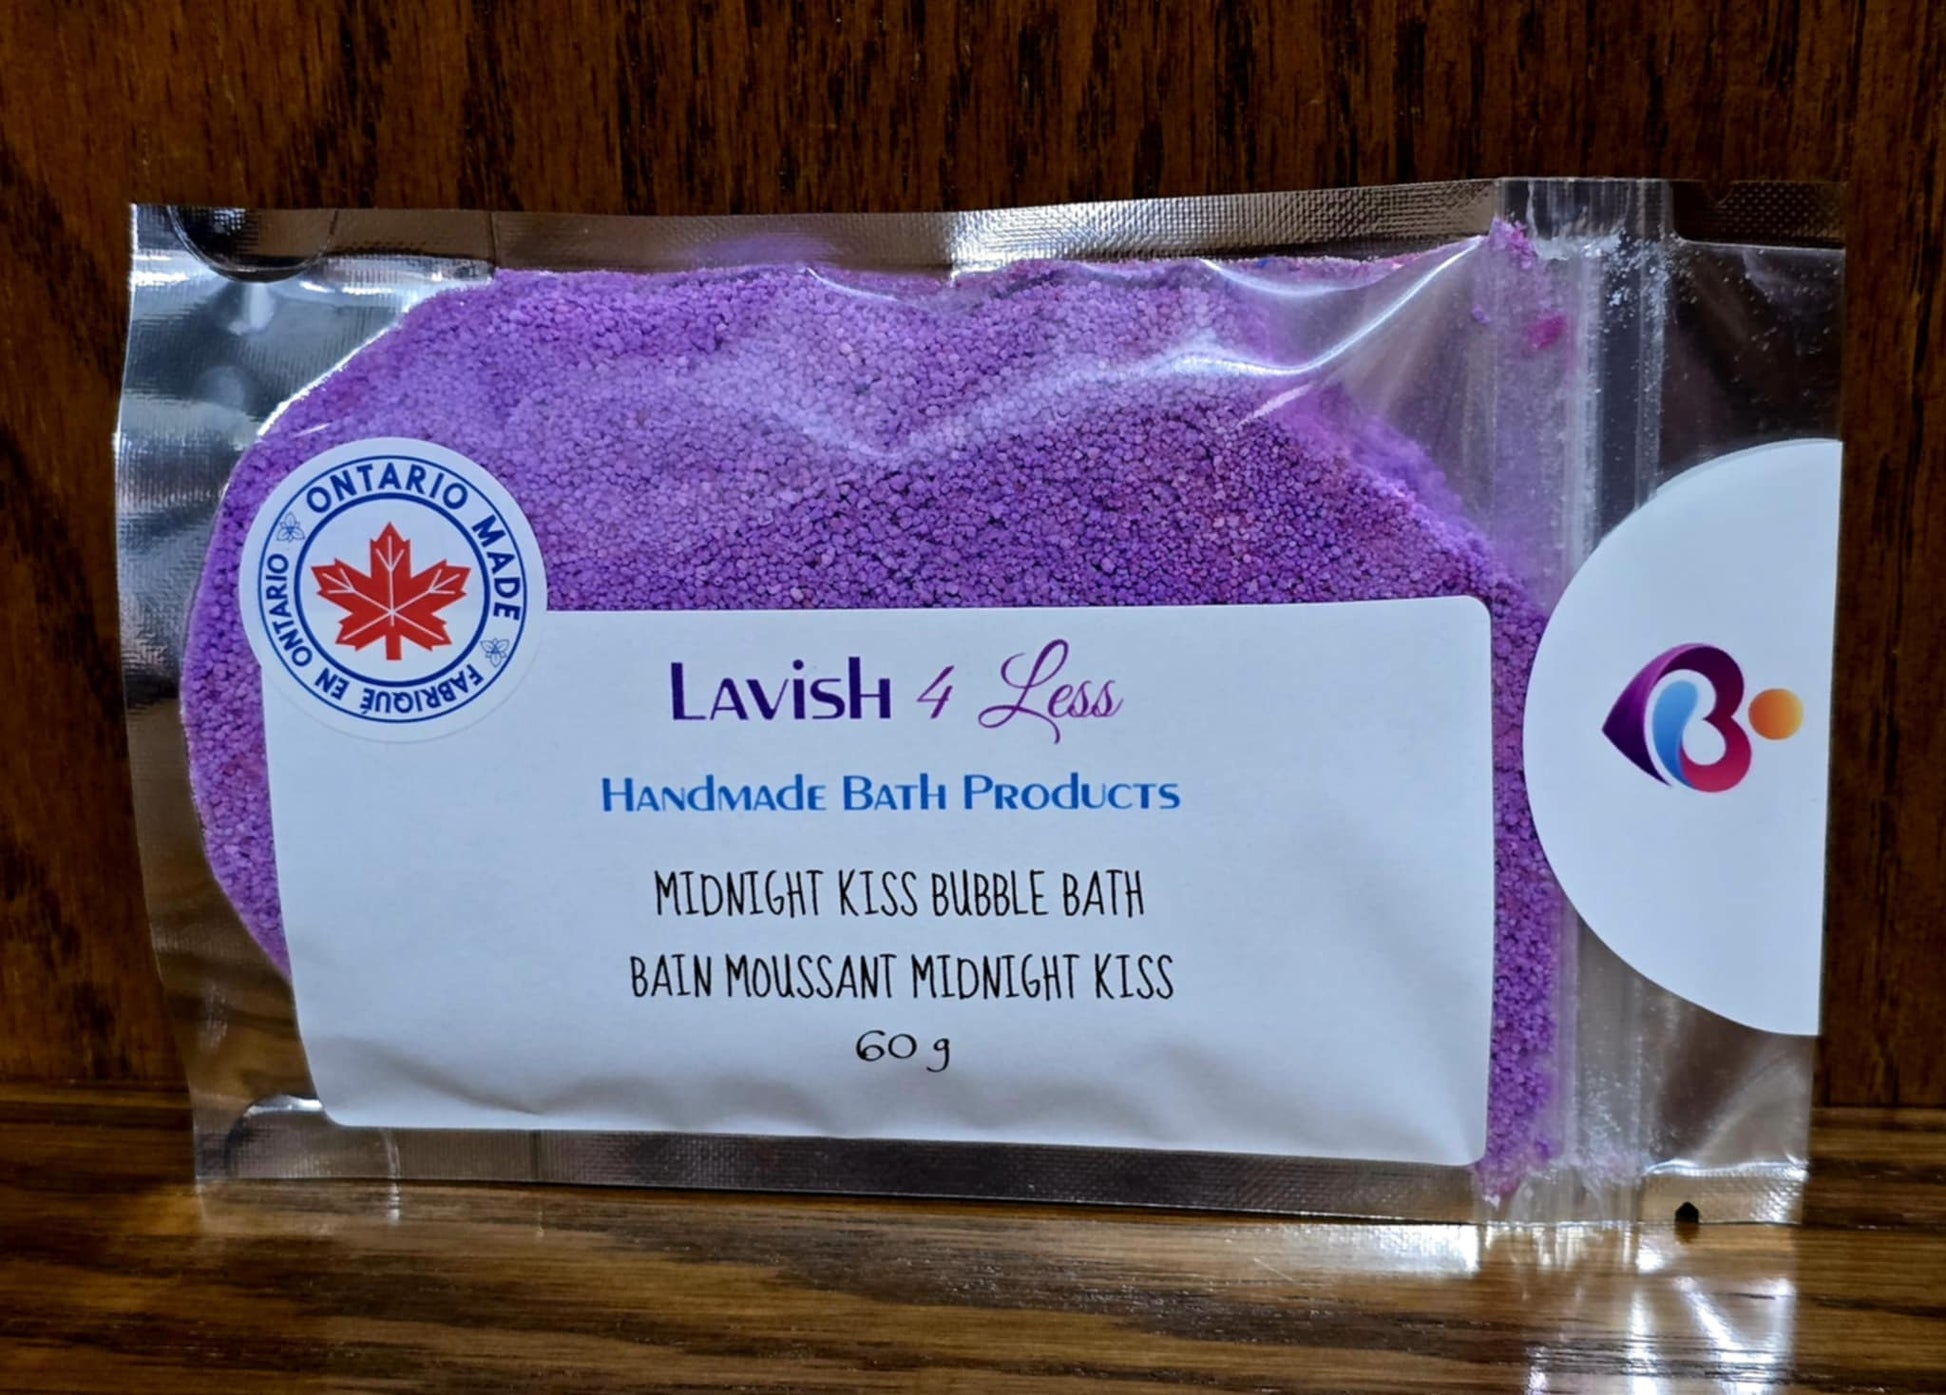 ONTARIO MADE
FABRIQUÉ EN ONTARIO
Lavish 4 Less
Handmade Bath Products
MIDNIGHT KISS BUBBLE BATH
BAIN MOUSSANT MIDNIGHT KISS
60 g